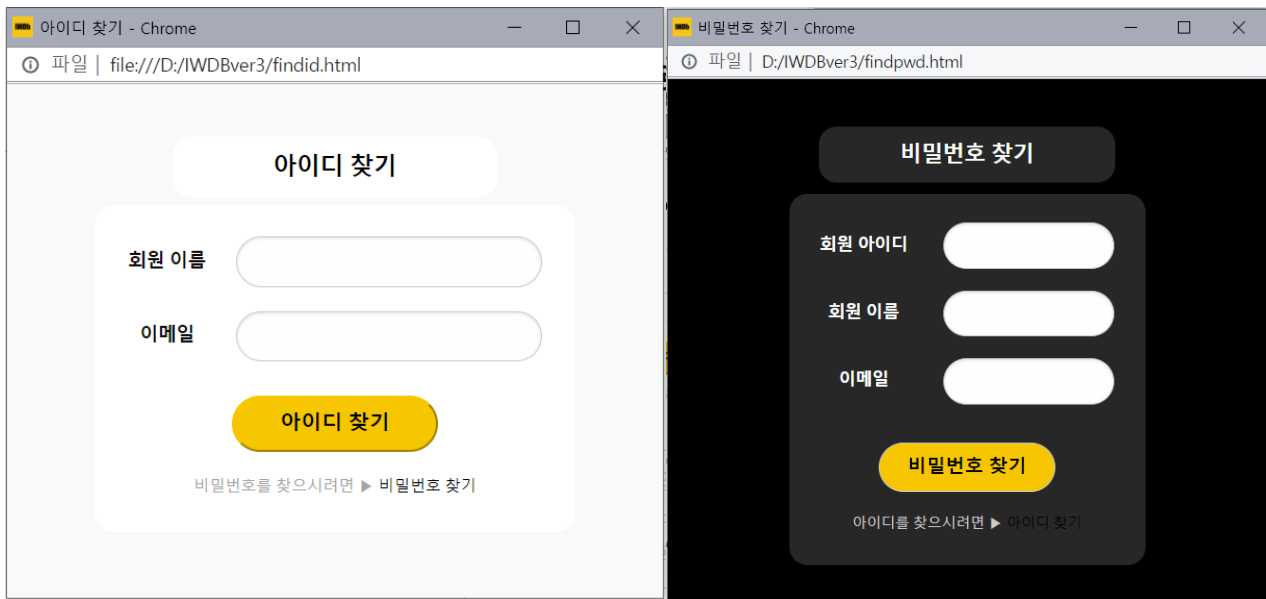 아이디 찾기 - Chrome
파일 | file:///D:/IWDBver3/findid.html
아이디 찾기
회원 이름
이메일
아이디 찾기
비밀번호를 찾으시려면 ▶ 비밀번호 찾기
비밀번호 찾기 - Chrome
파일 | D:/IWDBver3/findpwd.html
비밀번호 찾기
회원 아이디
회원 이름
이메일
비밀번호 찾기
아이디를 찾으시려면 ▶ 아이디 찾기